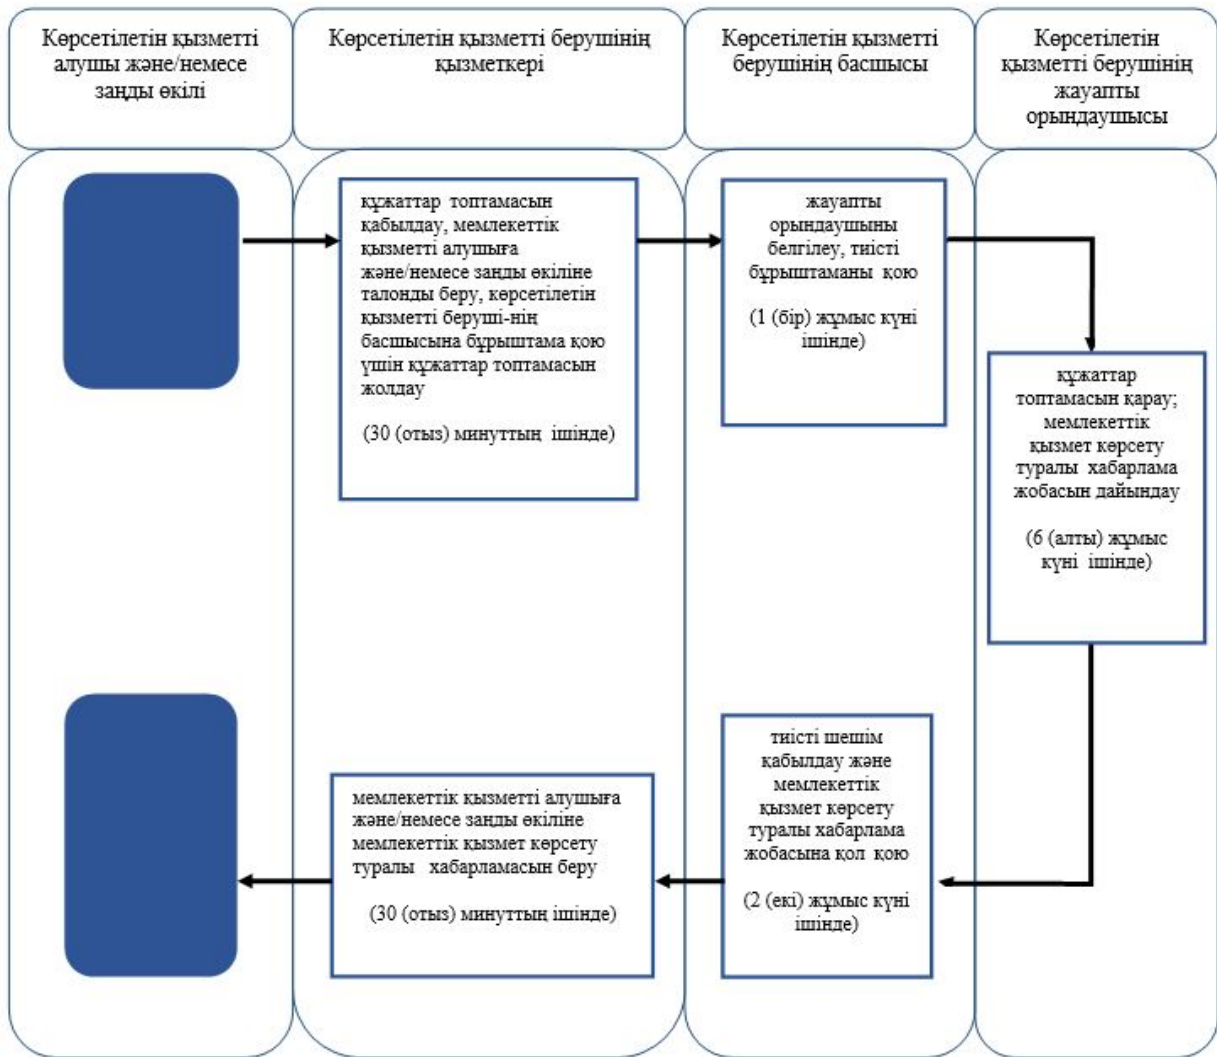 Көрсетілетін қызметті
алушы және/немесе
заңды өкілі
Көрсетілетін қызметті берушінің
қызметкері
Көрсетілетін қызметті
берушінің басшысы
Көрсетілетін
қызметті берушінің
жауапты
орындаушысы
құжаттар топтамасын
қабылдау, мемлекеттік
қызметті алушыға
және/немесе заңды өкіліне
талонды беру, көрсетілетін
қызметті беруші-нің
басшысына бұрыштама қою
үшін құжаттар топтамасын
жолдау
(30 (отыз) минуттың ішінде)
жауапты
орындаушыны
белгілеу, тиісті
бұрыштаманы қою
(1 (бір) жұмыс күні
ішінде)
құжаттар
топтамасын қарау;
мемлекеттік
қызмет көрсету
туралы хабарлама
жобасын дайындау
(6 (алты) жұмыс
күні ішінде)
тиісті шешім
қабылдау және
мемлекеттік
қызмет көрсету
туралы хабарлама
жобасына қол қою
(2 (екі) жұмыс күні
ішінде)
мемлекеттік қызметті алушыға
және/немесе заңды өкіліне
мемлекеттік қызмет көрсету
туралы хабарламасын беру
(30 (отыз) минуттың ішінде)